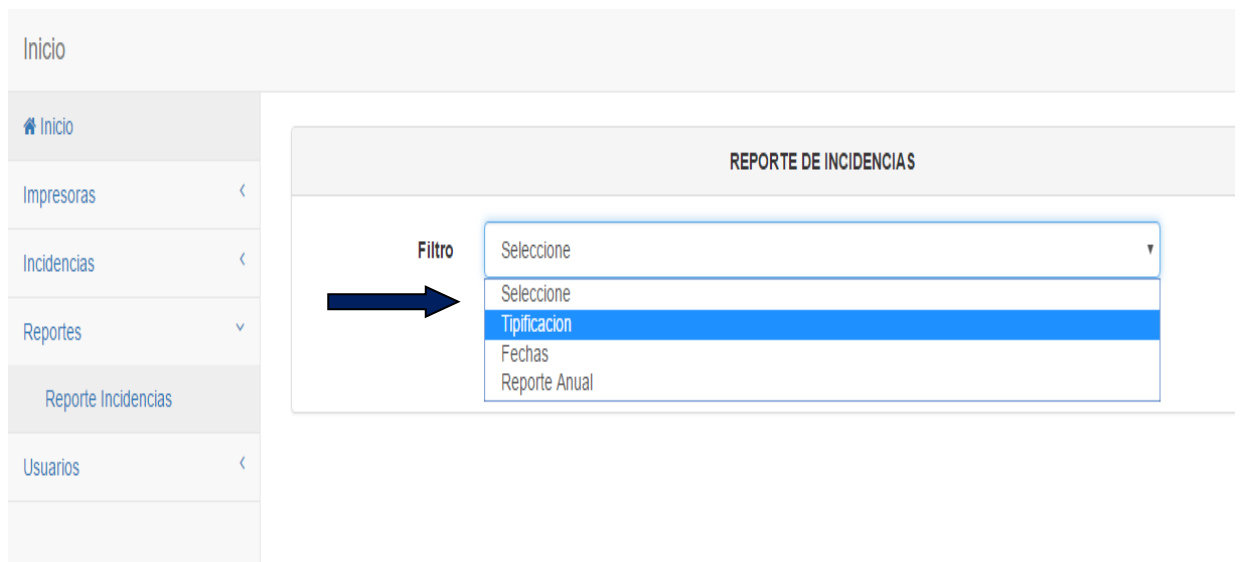 Inicio
Inicio
Impresoras
Incidencias
Reportes
Reporte Incidencias
Usuarios
REPORTE DE INCIDENCIAS
Filtro
Seleccione
Seleccione
Tipificacion
Fechas
Reporte Anual